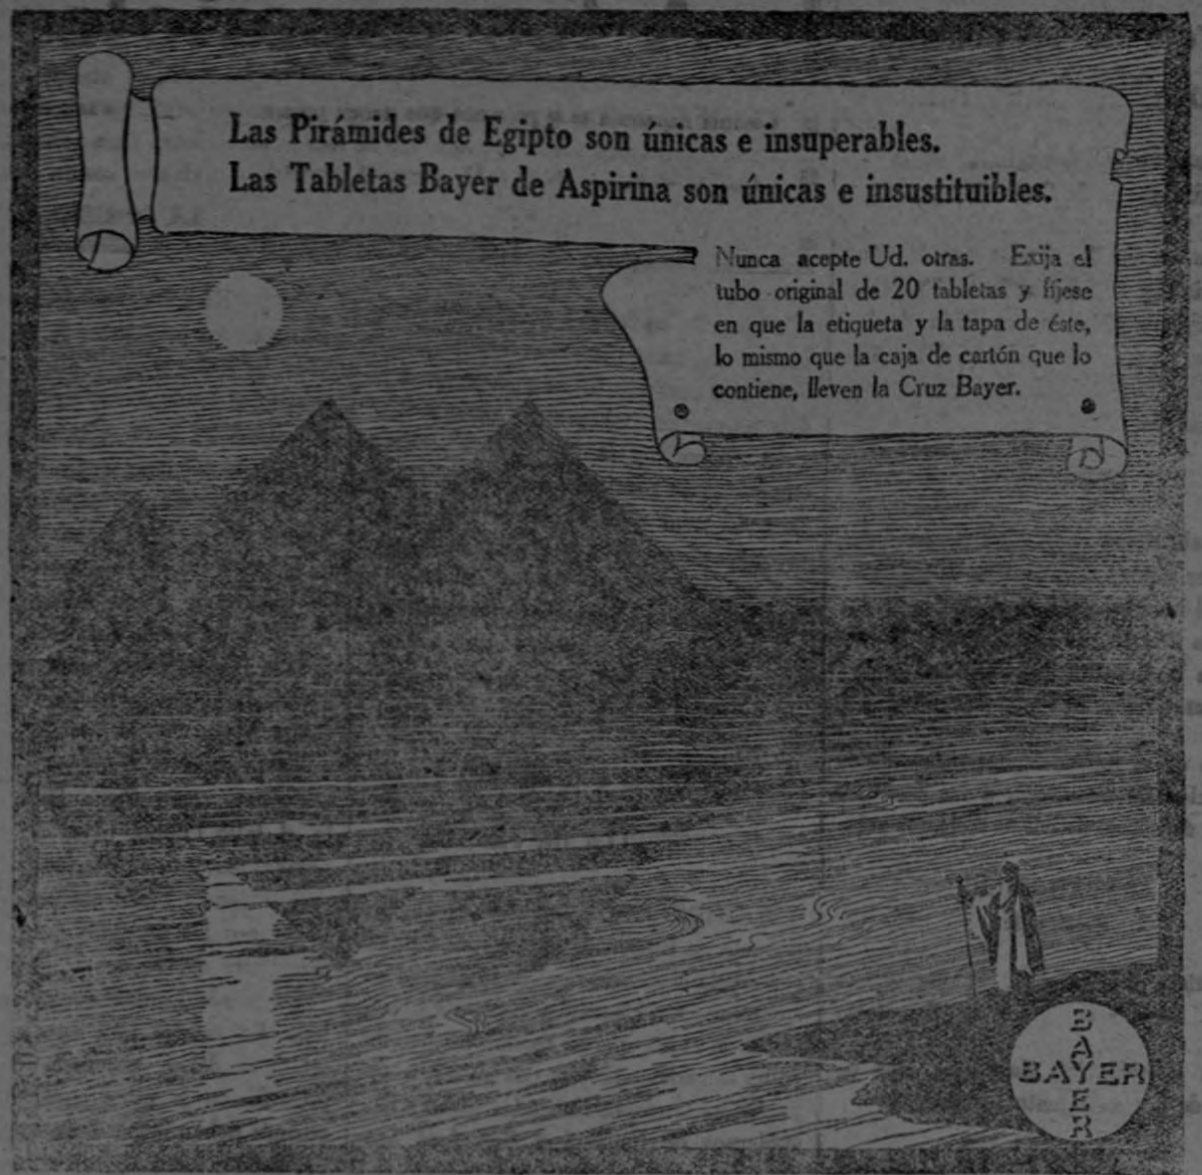 Las Pirámides de Egipto son únicas e insuperables.
Las Tabletas Bayer de Aspirina son únicas e insustituibles.
Nunca acepte Ud. otras. Exija el
tubo original de 20 tabletas y fíjese
en que la etiqueta y la tapa de éste,
lo mismo que la caja de cartón que lo
contiene, lleven la Cruz Bayer.
BAYER
BAYER